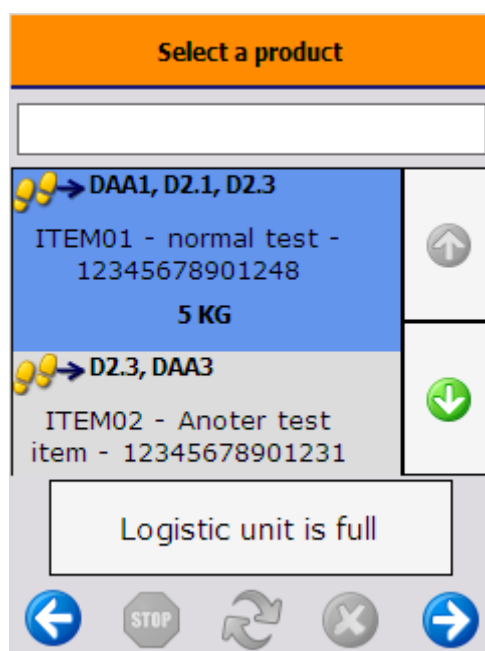 Select a product
DAA1, D2.1, D2.3
ITEM01 - normal test -
12345678901248
5 KG
D2.3, DAA3
ITEM02 - Anoter test
item - 12345678901231
Logistic unit is full
STOP